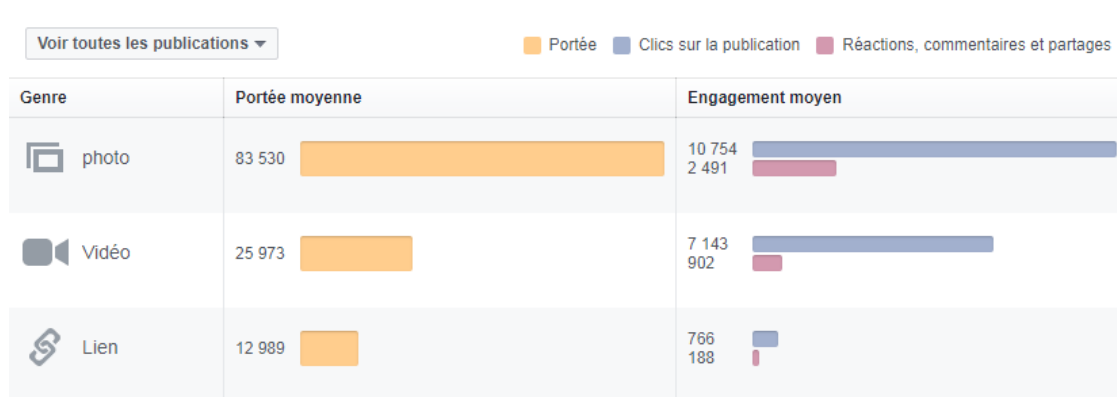 Voir toutes les publications
Portée Clics sur la publication Réactions, commentaires et partages
Genre Portée moyenne Engagement moyen
photo 83 530 10 754
2 491
Vidéo 25 973 7 143
902
Lien 12 989 766
188